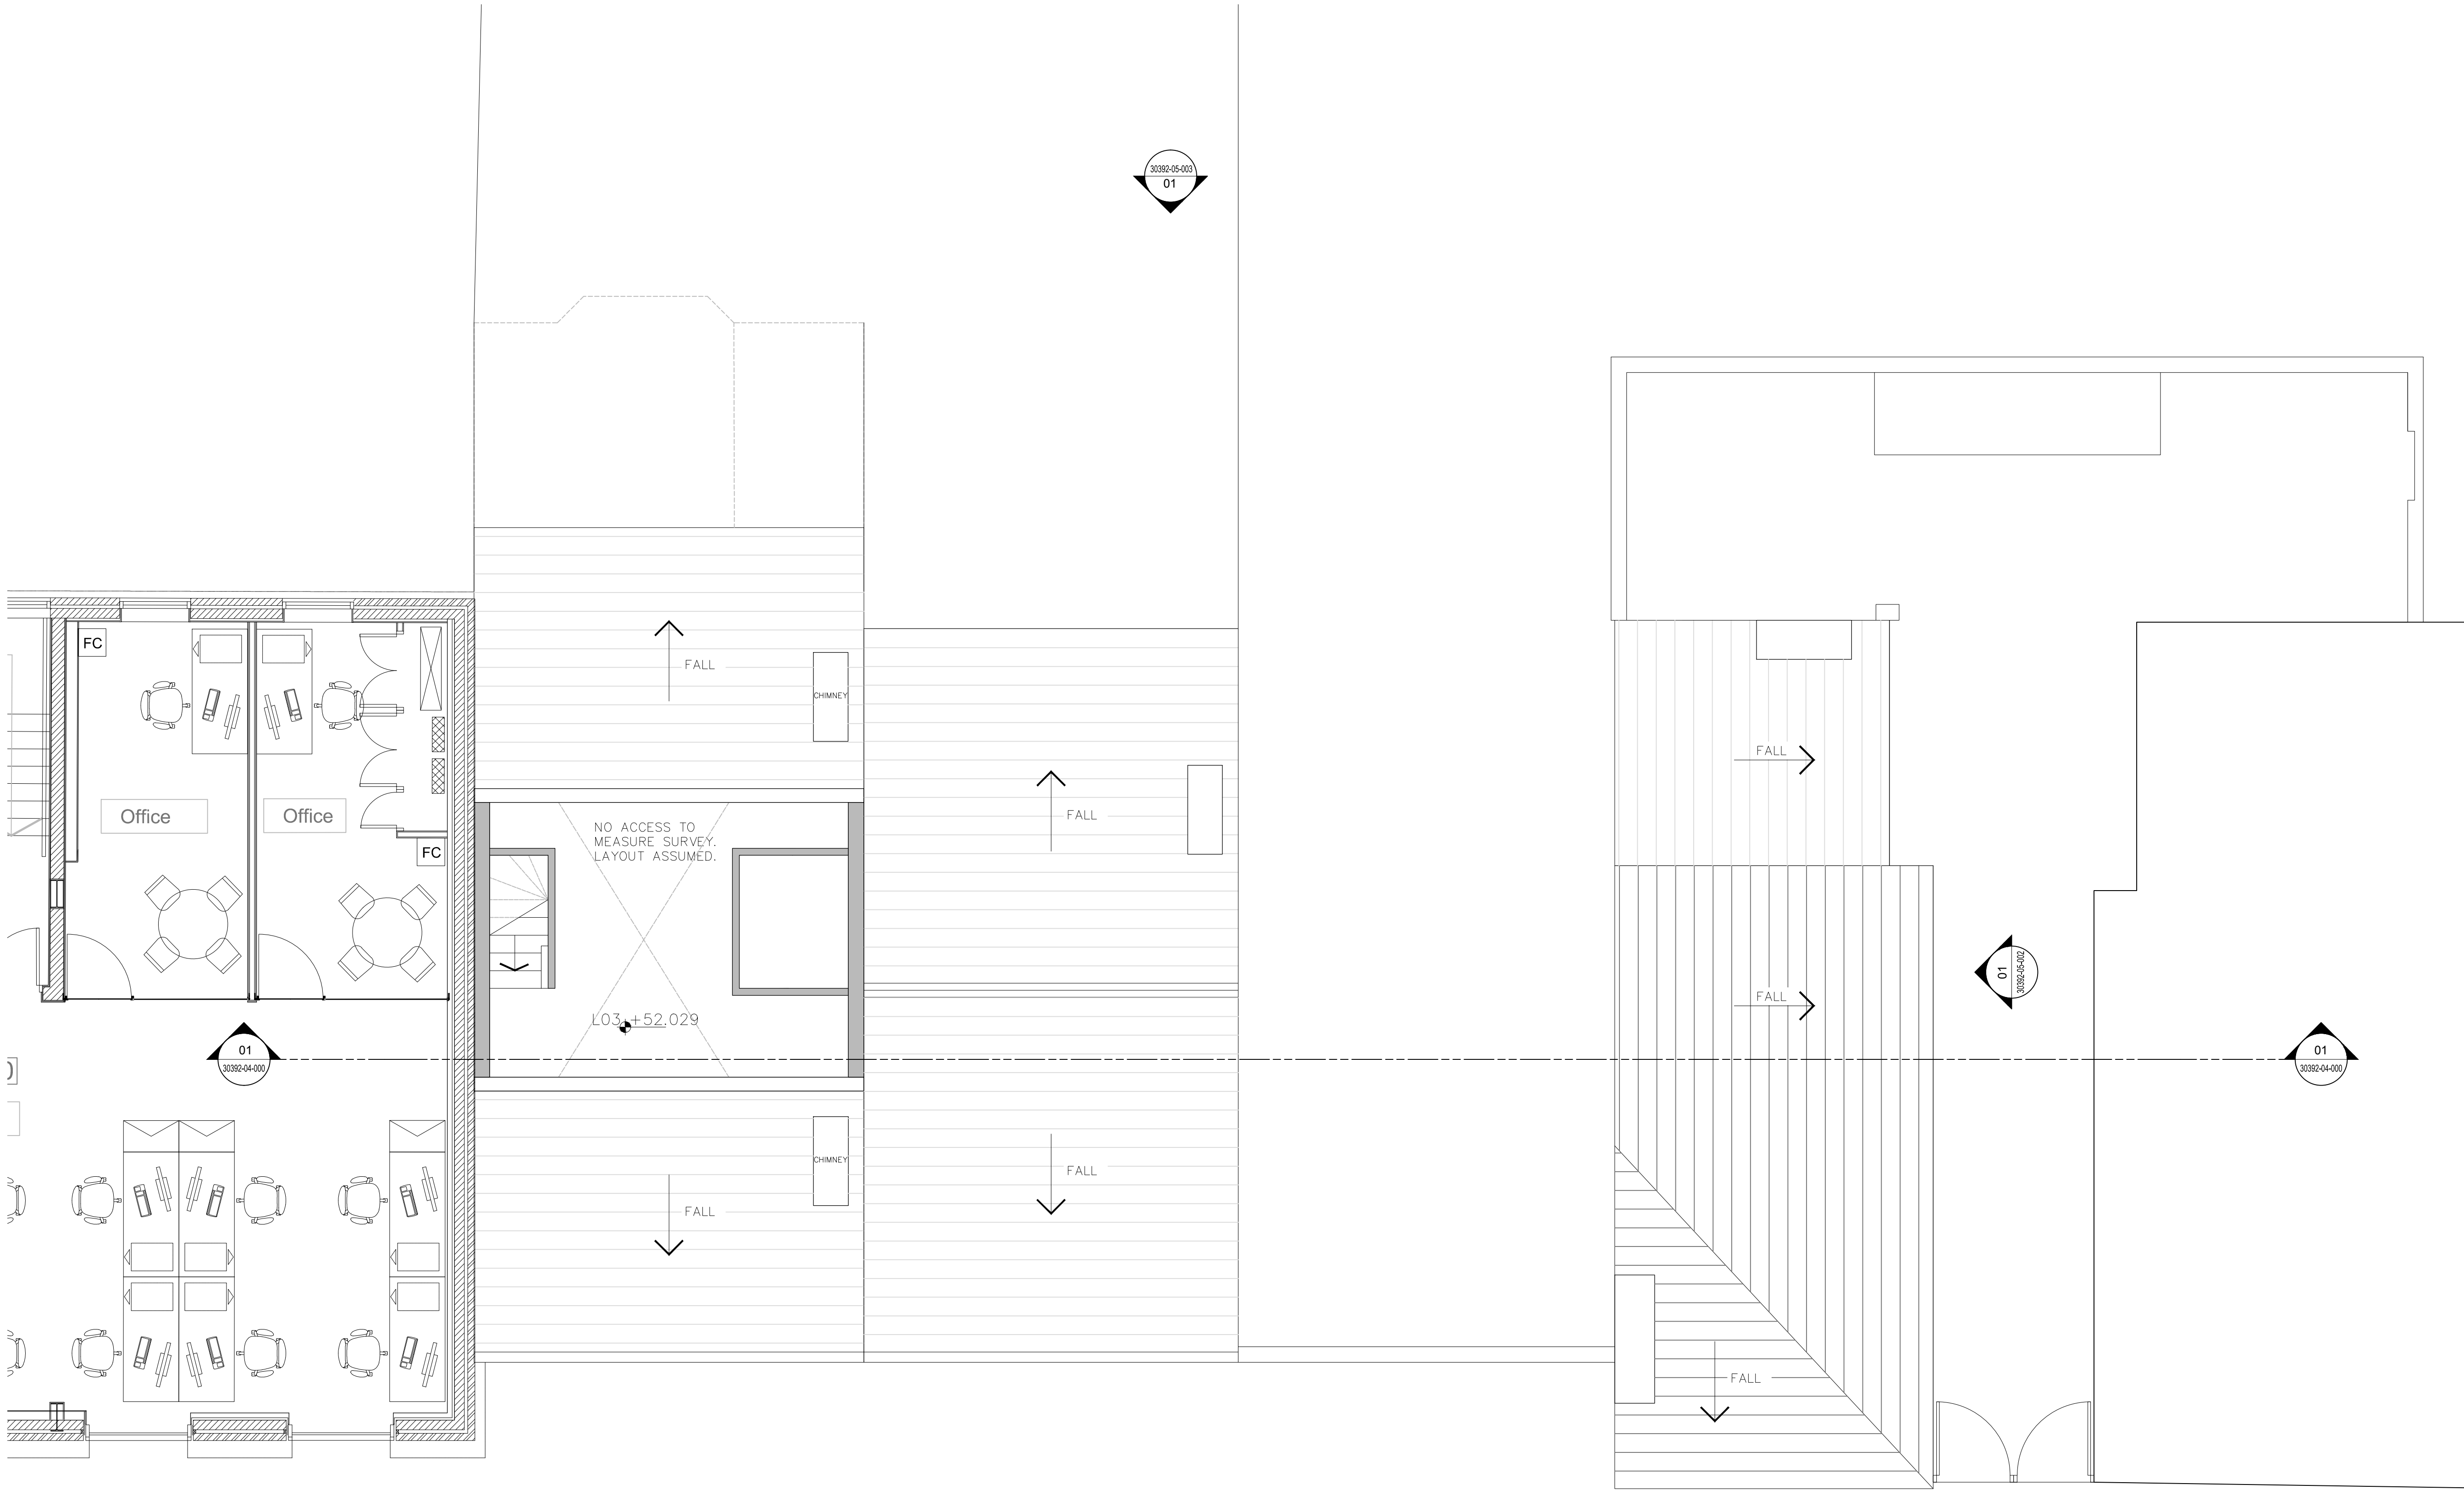 30392-05-003
01
FC
FALL
CHIMNEY
FALL
FALL
Office
Office
NO ACCESS TO
MEASURE SURVEY.
LAYOUT ASSUMED.
FC
01
30392-05-002
FALL
L03 +52.029
01
30392-04-000
01
30392-04-000
CHIMNEY
FALL
FALL
FALL